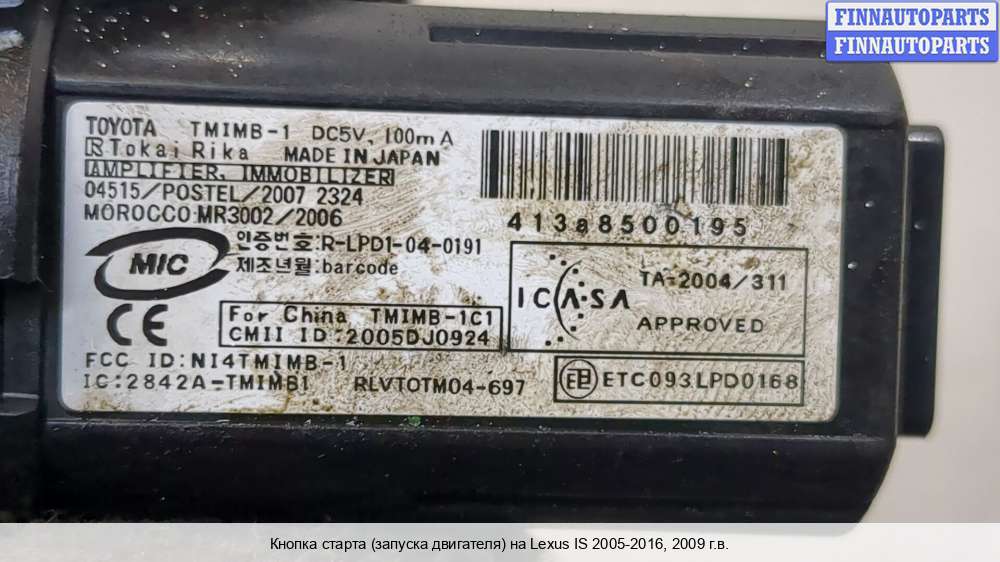 FINNAUTOPARTS
FINNAUTOPARTS
TOYOTA TMIMB-1 DC5V, 100mA
R Tokai Rika MADE IN JAPAN
AMPLIFIER, IMMOBILIZER
04515/POSTEL/2007 2324
MOROCCO:MR3002/2006
413a8500195
인증번호:R-LPD1-04-0191
제조년월:barcode
MIC
CE
ICASA
TA-2004/311
APPROVED
For China TMIMB-1C1
CMII ID:2005DJ0924
FCC ID:NI4TMIMB-1
IC:2842A-TMIMB1 RLVTOTM04-697
ETC093LPD0168
Кнопка старта (запуска двигателя) на Lexus IS 2005-2016, 2009 г.в.